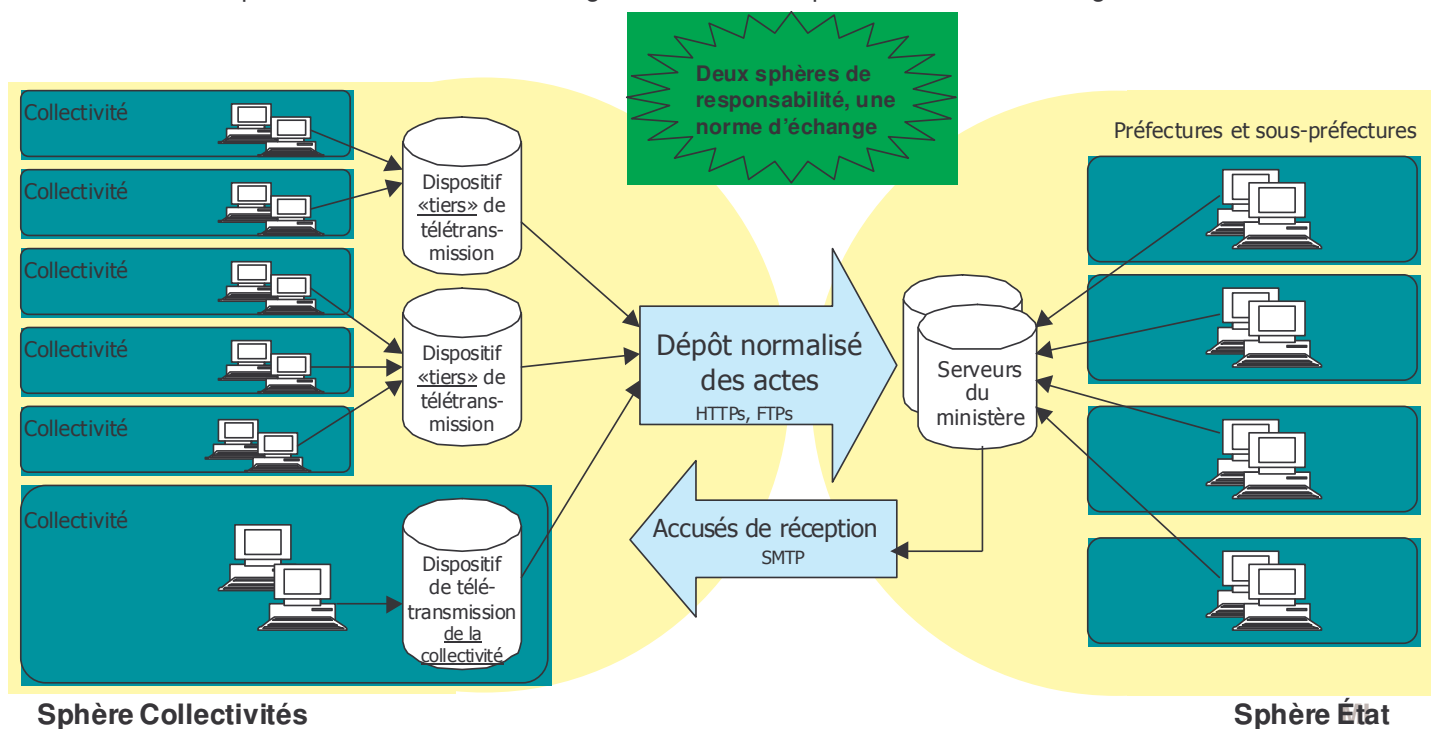 Deux sphères de
responsabilité, une
norme d'échange
Collectivité
Collectivité
Collectivité
Collectivité
Collectivité
Collectivité
Dispositif
«tiers» de
télétrans-
mission
Dispositif
«tiers» de
télétrans-
mission
Dispositif
de télé-
transmission
de la
collectivité
Dépôt normalisé
des actes
HTTPs, FTPs
Accusés de réception
SMTP
Serveurs
du
ministère
Préfectures et sous-préfectures
Sphère Collectivités
Sphère État